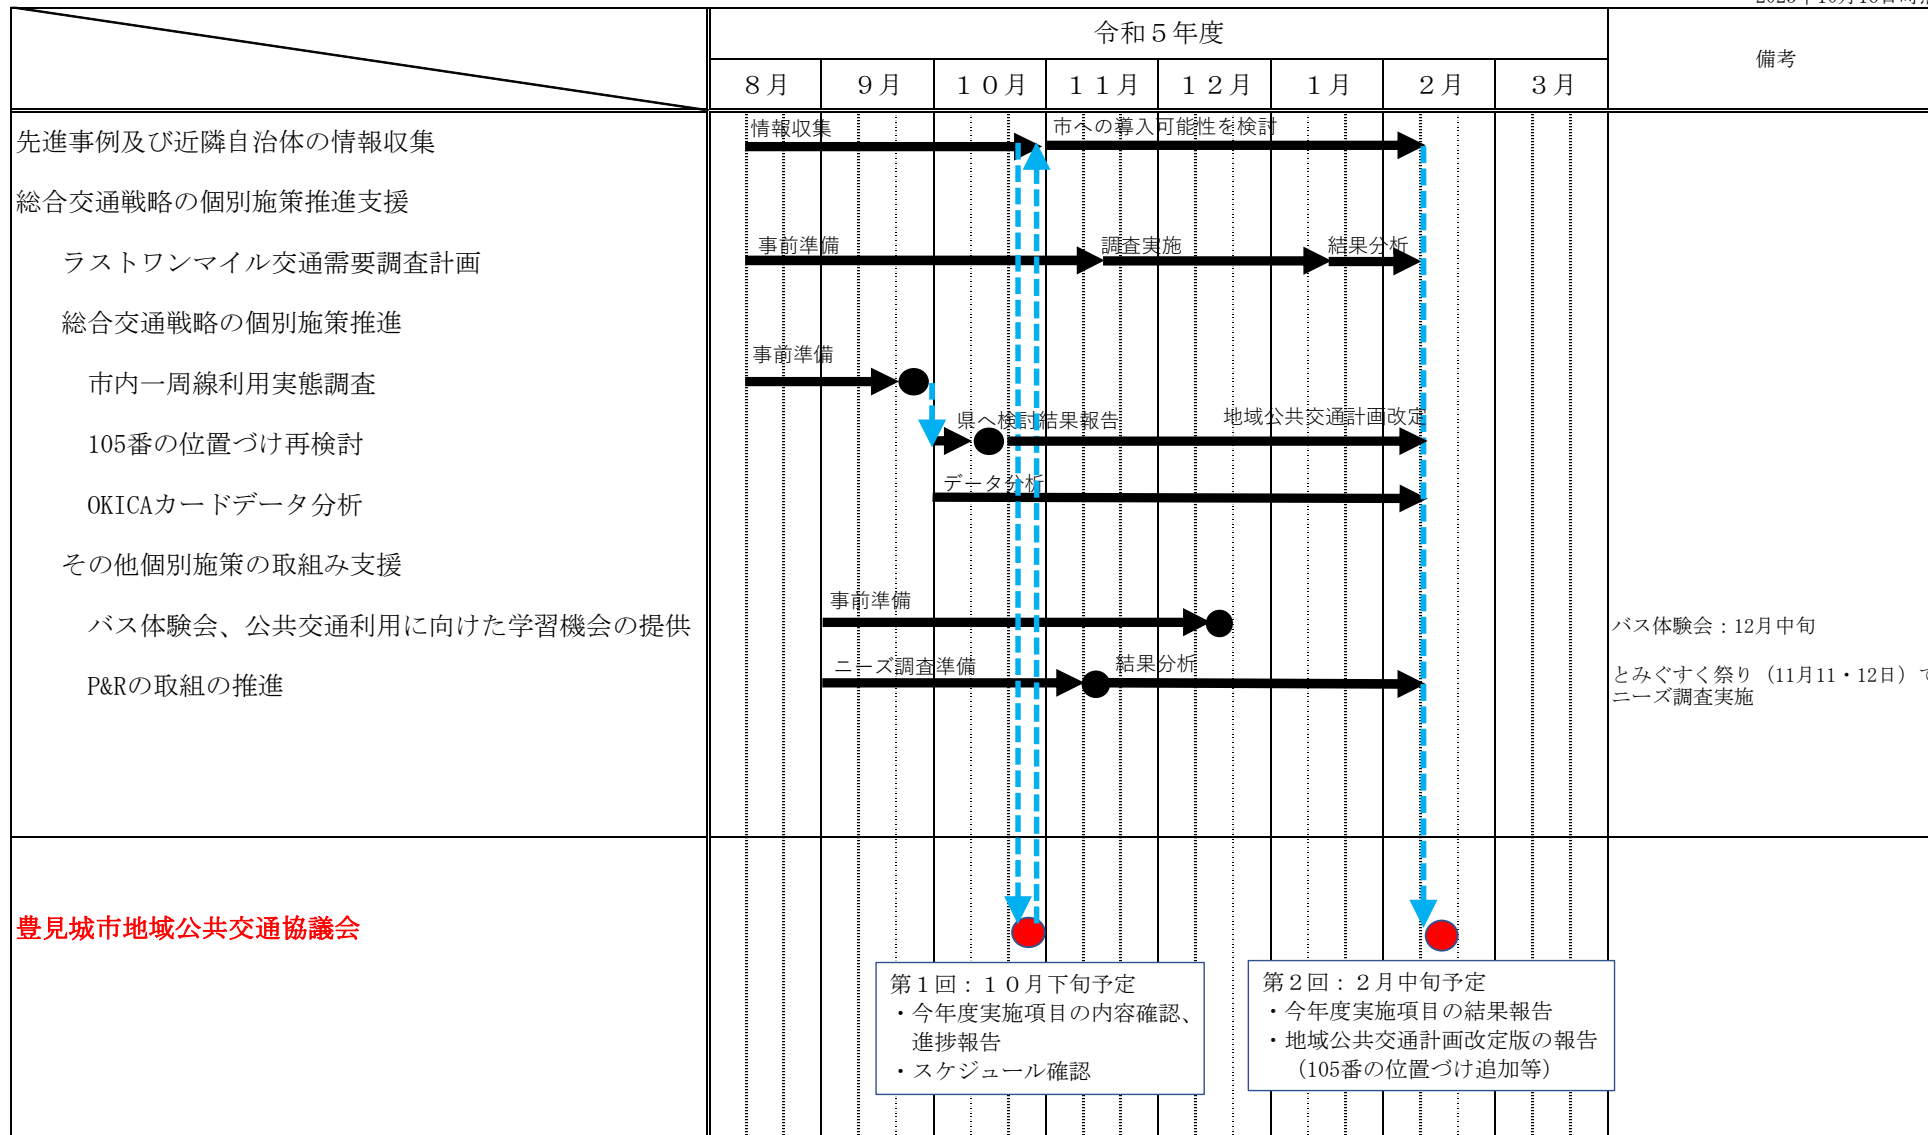 令和５年度
備考
８月 ９月 １０月 １１月 １２月 １月 ２月 ３月
先進事例及び近隣自治体の情報収集
情報収集
市への導入可能性を検討
総合交通戦略の個別施策推進支援
ラストワンマイル交通需要調査計画
事前準備
調査実施
結果分析
総合交通戦略の個別施策推進
市内一周線利用実態調査
事前準備
105番の位置づけ再検討
県へ検討結果報告
地域公共交通計画改定
OKICAカードデータ分析
データ分析
その他個別施策の取組み支援
バス体験会、公共交通利用に向けた学習機会の提供
事前準備
バス体験会：12月中旬
P&Rの取組の推進
ニーズ調査準備
結果分析
とみぐすく祭り（11月11・12日）で
ニーズ調査実施
豊見城市地域公共交通協議会
第１回：１０月下旬予定
・今年度実施項目の内容確認、
進捗報告
・スケジュール確認
第２回：２月中旬予定
・今年度実施項目の結果報告
・地域公共交通計画改定版の報告
（105番の位置づけ追加等）